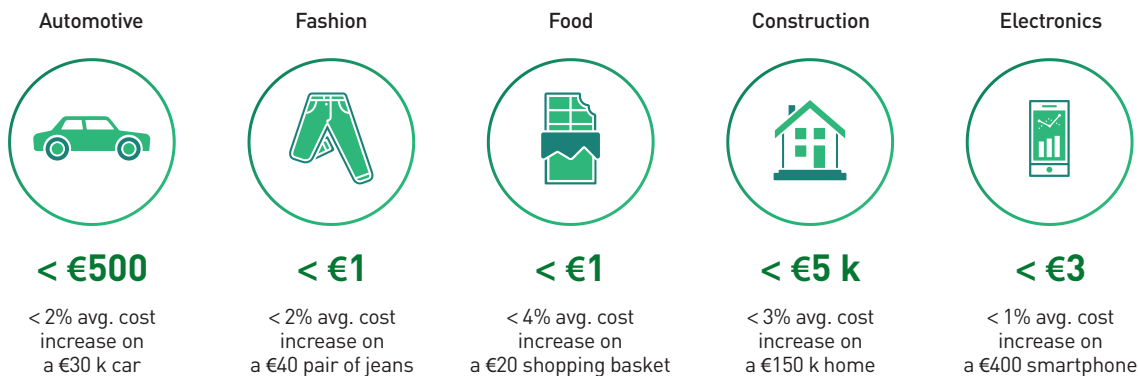 Automotive
Fashion
Food
Construction
Electronics
< €500
< €1
< €1
< €5 k
< €3
< 2% avg. cost
increase on
a €30 k car
< 2% avg. cost
increase on
a €40 pair of jeans
< 4% avg. cost
increase on
a €20 shopping basket
< 3% avg. cost
increase on
a €150 k home
< 1% avg. cost
increase on
a €400 smartphone